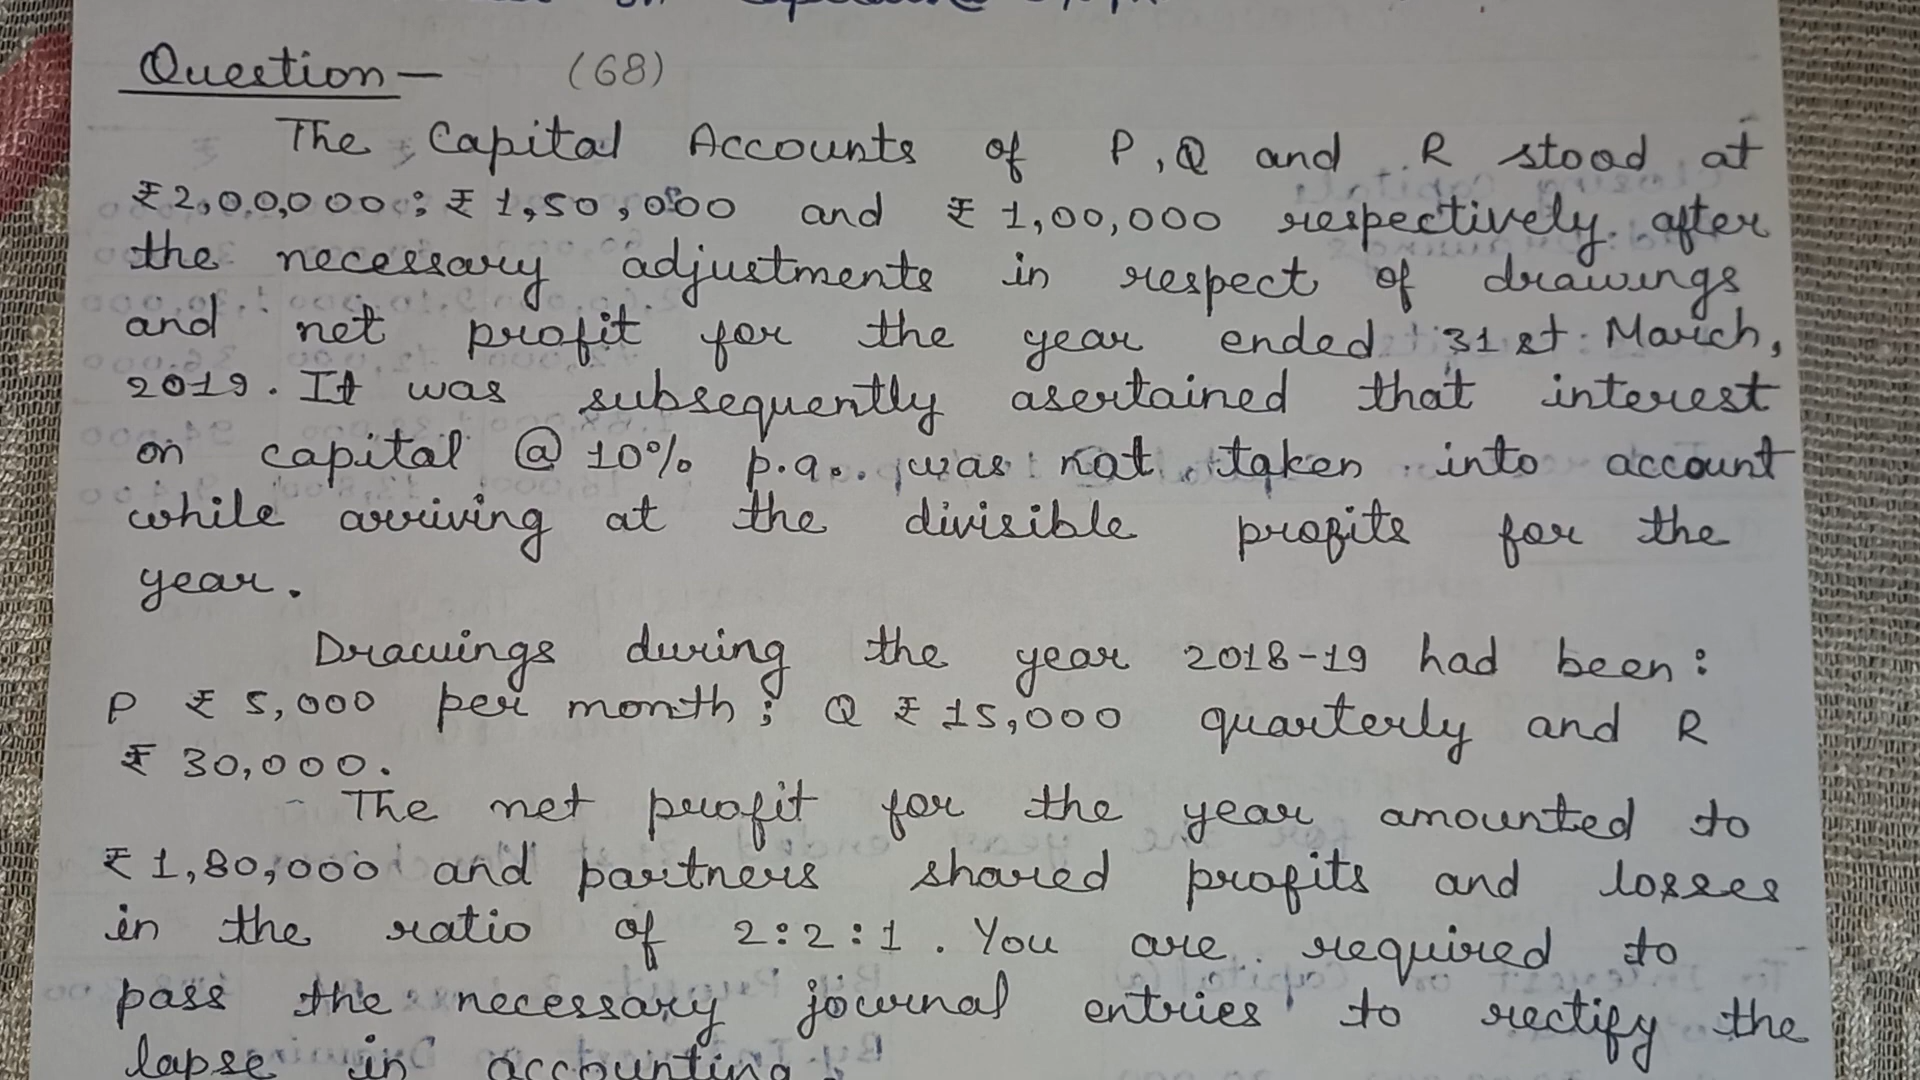 Question — (68)
The Capital Accounts of P, Q and R stood at
₹ 2,00,000; ₹ 1,50,000 and ₹ 1,00,000 respectively after
the necessary adjustments in respect of drawings
and net profit for the year ended 31st March,
2019. It was subsequently asertained that interest
on capital @ 10% p.a. was not taken into account
while arriving at the divisible profits for the
year.
Drawings during the year 2018-19 had been:
P ₹ 5,000 per month; Q ₹ 15,000 quarterly and R
₹ 30,000.
The net profit for the year amounted to
₹ 1,80,000 and partners shared profits and losses
in the ratio of 2:2:1. You are required to
pass the necessary journal entries to rectify the
lapse in accounting.